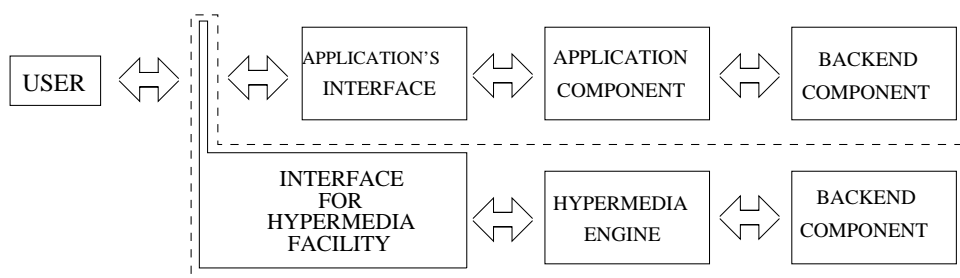 USER
APPLICATION'S
INTERFACE
APPLICATION
COMPONENT
BACKEND
COMPONENT
INTERFACE
FOR
HYPERMEDIA
FACILITY
HYPERMEDIA
ENGINE
BACKEND
COMPONENT